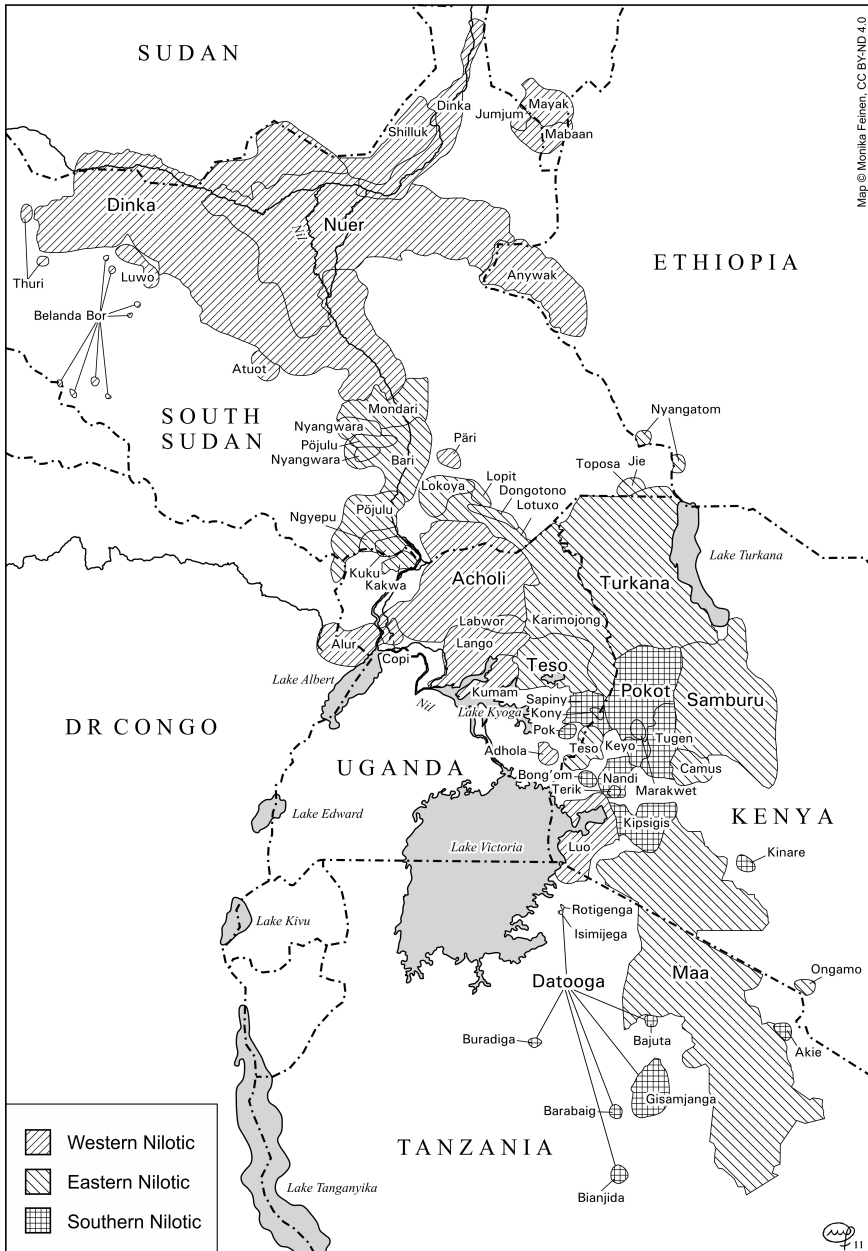 SUDAN
Map © Monika Feinen, CC BY-ND 4.0
Dinka
Jumjum
Mayak
Shilluk
Mabaan
Dinka
Nuer
Nil
ETHIOPIA
Anywak
Thuri
Luwo
Belanda Bor
Atuot
SOUTH
SUDAN
Mondari
Nyangatom
Nyangwara
Pöjulu
Nyangwara
Päri
Bari
Toposa
Jie
Lopit
Lokoya
Dongotono
Lotuxo
Ngyepu
Pöjulu
Lake Turkana
Kuku
Kakwa
Acholi
Turkana
Labwor
Karimojong
Alur
Lango
Copi
Teso
Lake Albert
Kumam
Sapiny
Pokot
Samburu
Nil
Lake Kyoga
Kony
DR CONGO
Pok
Tugen
Adhola
Teso
Keyo
UGANDA
Bong'om
Nandi
Camus
Terik
Marakwet
Lake Edward
KENYA
Kipsigis
Lake Victoria
Luo
Kinare
Lake Kivu
Rotigenga
Isimijega
Datooga
Maa
Ongamo
Buradiga
Bajuta
Akie
Gisamjanga
Barabaig
TANZANIA
Bianjida
Lake Tanganyika
Western Nilotic
Eastern Nilotic
Southern Nilotic
11